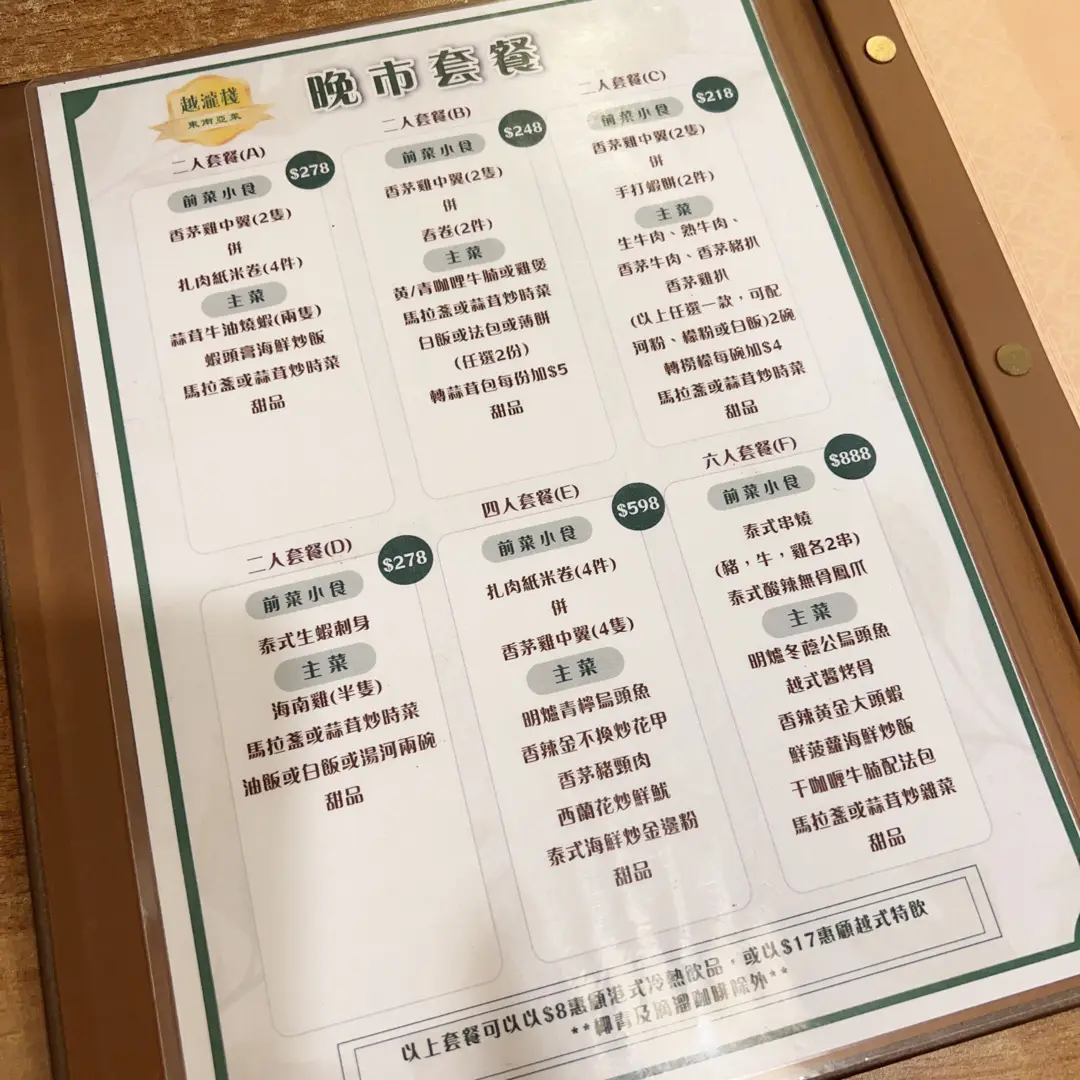 晚市套餐
越瀧棧
東南亞菜
二人套餐(A)
$278
前菜小食
香茅雞中翼(2隻)
併
扎肉紙米卷(4件)
主菜
蒜茸牛油燒蝦(兩隻)
蝦頭膏海鮮炒飯
馬拉盞或蒜茸炒時菜
甜品
二人套餐(B)
$248
前菜小食
香茅雞中翼(2隻)
併
春卷(2件)
主菜
黃/青咖喱牛腩或雞煲
馬拉盞或蒜茸炒時菜
白飯或法包或薄餅
(任選2份)
轉蒜茸包每份加$5
甜品
二人套餐(C)
$218
前菜小食
香茅雞中翼(2隻)
併
手打蝦餅(2件)
主菜
生牛肉、熟牛肉、
香茅牛肉、香茅豬扒
香茅雞扒
(以上任選一款，可配
河粉、檬粉或白飯)2碗
轉撈檬每碗加$4
馬拉盞或蒜茸炒時菜
甜品
二人套餐(D)
$278
前菜小食
泰式生蝦刺身
主菜
海南雞(半隻)
馬拉盞或蒜茸炒時菜
油飯或白飯或湯河兩碗
甜品
四人套餐(E)
$598
前菜小食
扎肉紙米卷(4件)
併
香茅雞中翼(4隻)
主菜
明爐青檸烏頭魚
香辣金不換炒花甲
香茅豬頸肉
西蘭花炒鮮魷
泰式海鮮炒金邊粉
甜品
六人套餐(F)
$888
前菜小食
泰式串燒
(豬，牛，雞各2串)
泰式酸辣無骨鳳爪
主菜
明爐冬蔭公烏頭魚
越式醬烤骨
香辣黃金大頭蝦
鮮菠蘿海鮮炒飯
干咖喱牛腩配法包
馬拉盞或蒜茸炒雜菜
甜品
以上套餐可以以$8惠顧港式冷熱飲品，或以$17惠顧越式特飲
**椰青及滴溜咖啡除外**